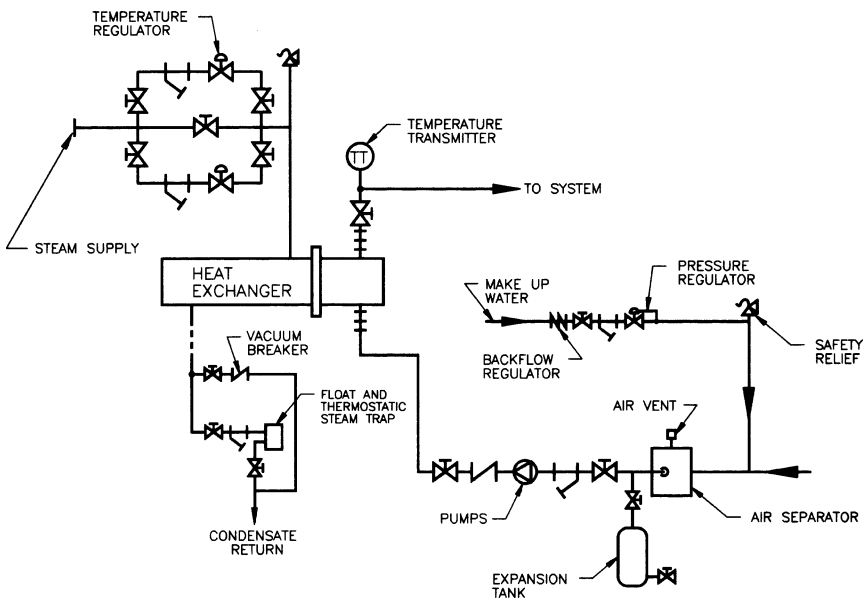 TEMPERATURE
REGULATOR
TEMPERATURE
TRANSMITTER
TT
TO SYSTEM
STEAM SUPPLY
HEAT
EXCHANGER
MAKE UP
WATER
PRESSURE
REGULATOR
BACKFLOW
REGULATOR
SAFETY
RELIEF
VACUUM
BREAKER
FLOAT AND
THERMOSTATIC
STEAM TRAP
AIR VENT
PUMPS
AIR SEPARATOR
CONDENSATE
RETURN
EXPANSION
TANK